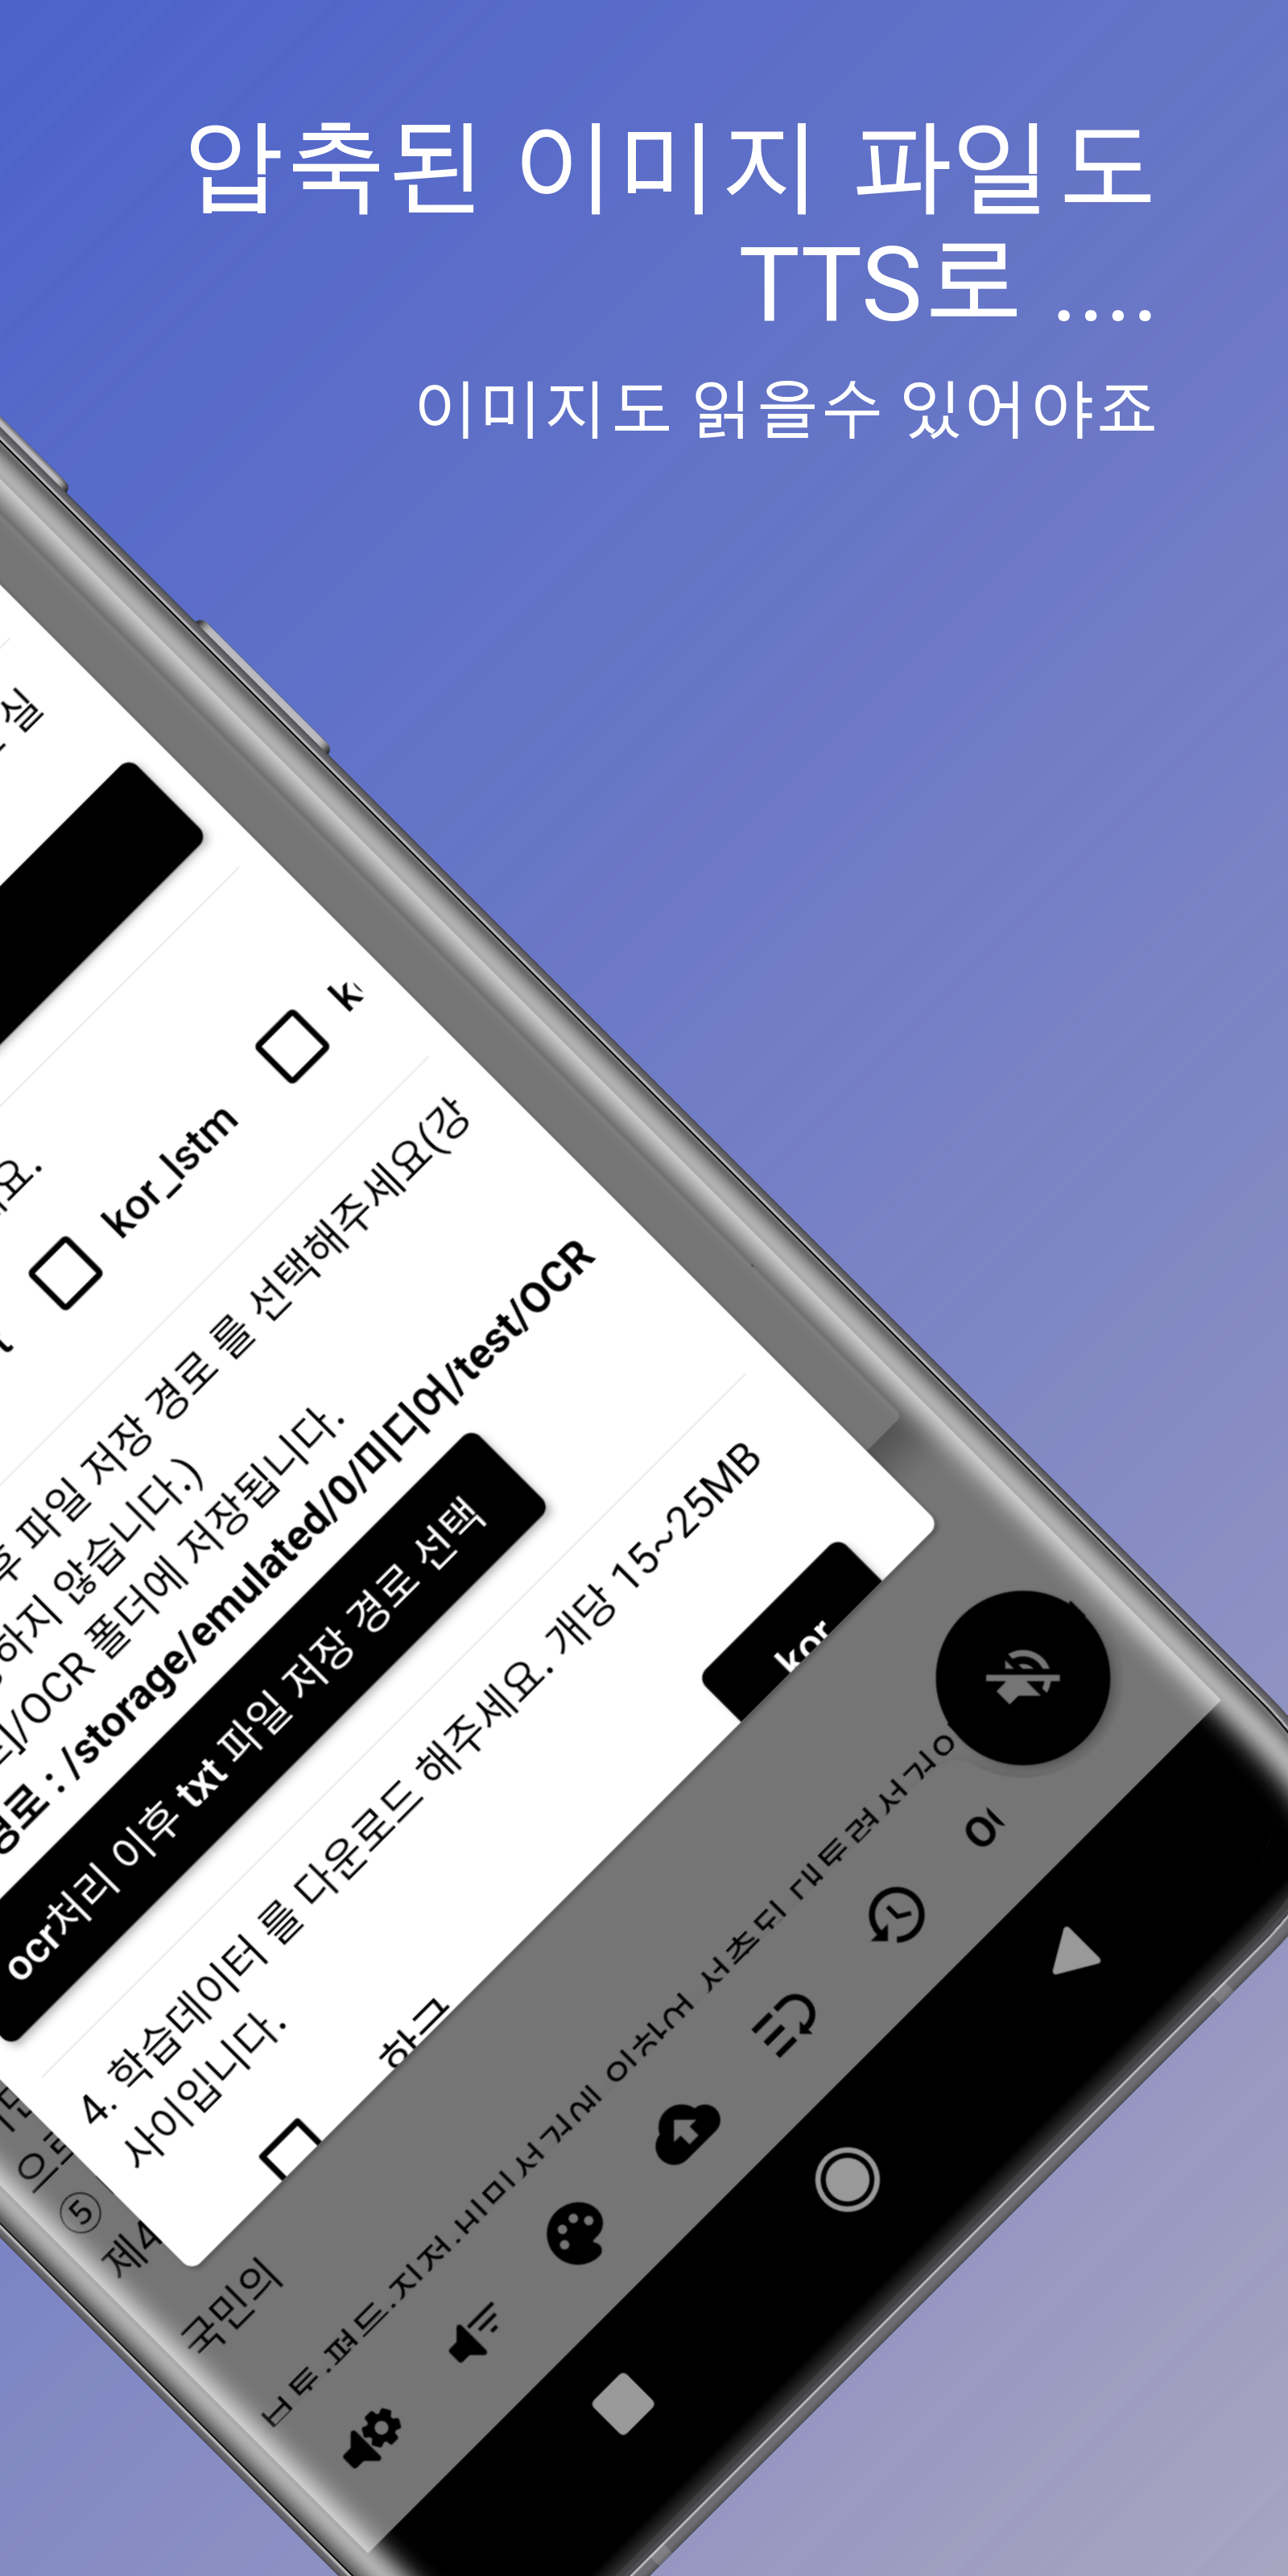 압축된 이미지 파일도
TTS로 ....
이미지도 읽을수 있어야죠
실
kor_lstm
파일 저장 경로 를 선택해주세요(강
하지 않습니다.)
/OCR 폴더에 저장됩니다.
경로 : /storage/emulated/0/미디어/test/OCR
ocr처리 이후 txt 파일 저장 경로 선택
4. 학습데이터 를 다운로드 해주세요. 개당 15~25MB
사이입니다.
kor
⑤
제4
국민의